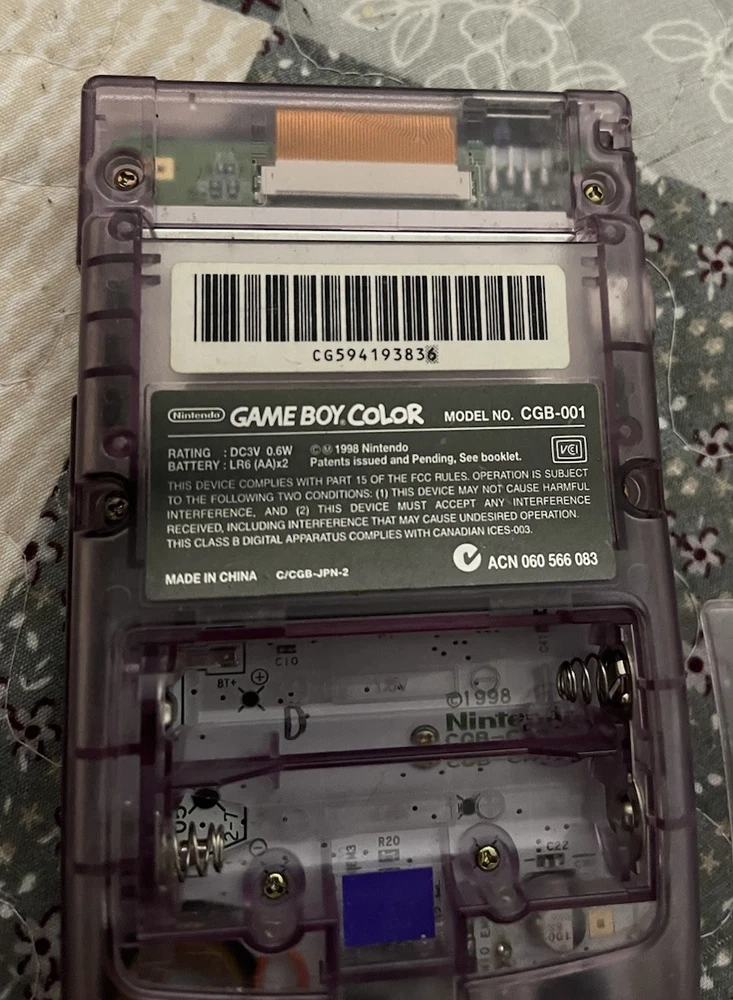 CG594193836
Nintendo GAME BOY COLOR MODEL NO. CGB-001
RATING : DC3V 0.6W ©Ⓜ 1998 Nintendo
BATTERY : LR6 (AA)x2 Patents issued and Pending, See booklet.
VCI
THIS DEVICE COMPLIES WITH PART 15 OF THE FCC RULES. OPERATION IS SUBJECT
TO THE FOLLOWING TWO CONDITIONS: (1) THIS DEVICE MAY NOT CAUSE HARMFUL
INTERFERENCE, AND (2) THIS DEVICE MUST ACCEPT ANY INTERFERENCE
RECEIVED, INCLUDING INTERFERENCE THAT MAY CAUSE UNDESIRED OPERATION.
THIS CLASS B DIGITAL APPARATUS COMPLIES WITH CANADIAN ICES-003.
MADE IN CHINA C/CGB-JPN-2 ACN 060 566 083
C10
BT+
©1998
Nintendo
R20
C22